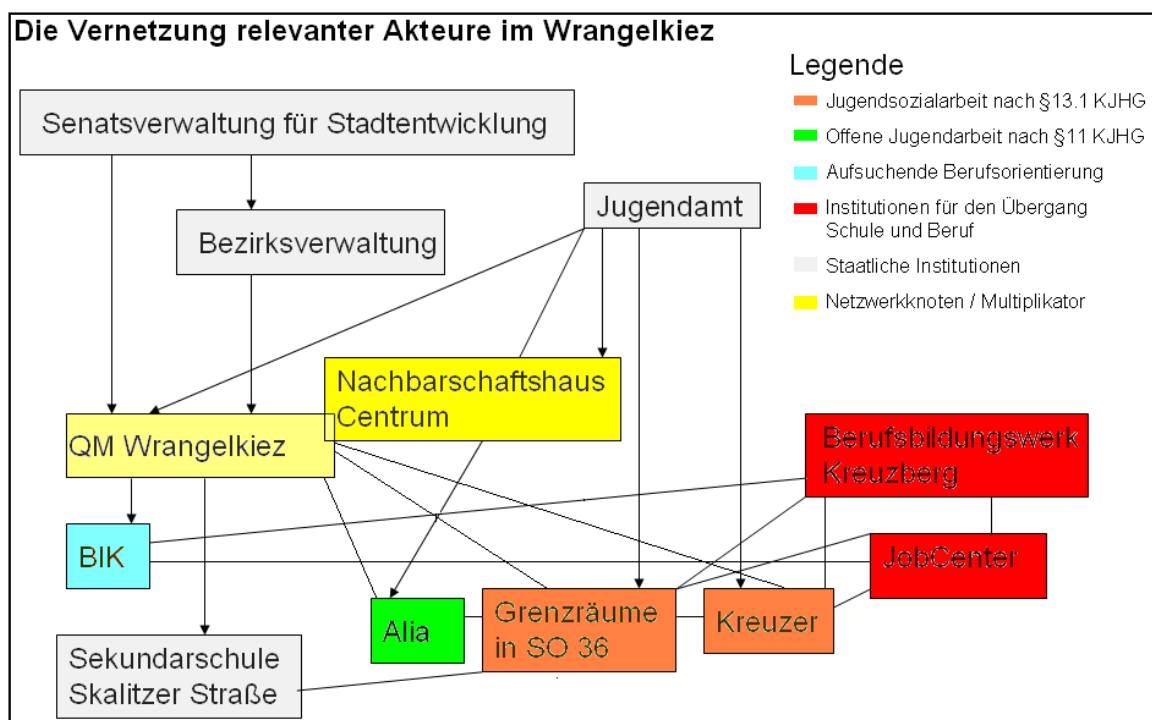 Die Vernetzung relevanter Akteure im Wrangelkiez
Legende
Jugendsozialarbeit nach §13.1 KJHG
Offene Jugendarbeit nach §11 KJHG
Aufsuchende Berufsorientierung
Institutionen für den Übergang
Schule und Beruf
Staatliche Institutionen
Netzwerkknoten / Multiplikator
Senatsverwaltung für Stadtentwicklung
Jugendamt
Bezirksverwaltung
Nachbarschaftshaus
Centrum
QM Wrangelkiez
Berufsbildungswerk
Kreuzberg
BIK
JobCenter
Alia
Grenzräume
in SO 36
Kreuzer
Sekundarschule
Skalitzer Straße